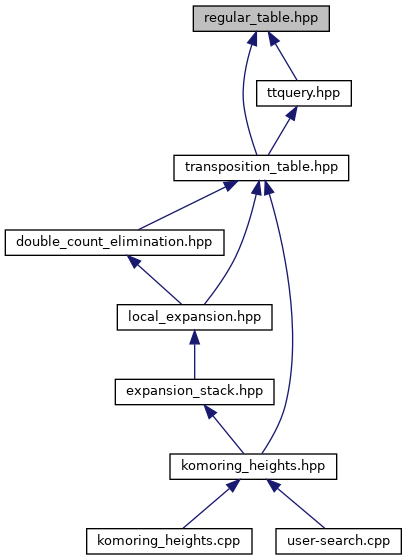 regular_table.hpp
ttquery.hpp
transposition_table.hpp
double_count_elimination.hpp
local_expansion.hpp
expansion_stack.hpp
komoring_heights.hpp
komoring_heights.cpp
user-search.cpp